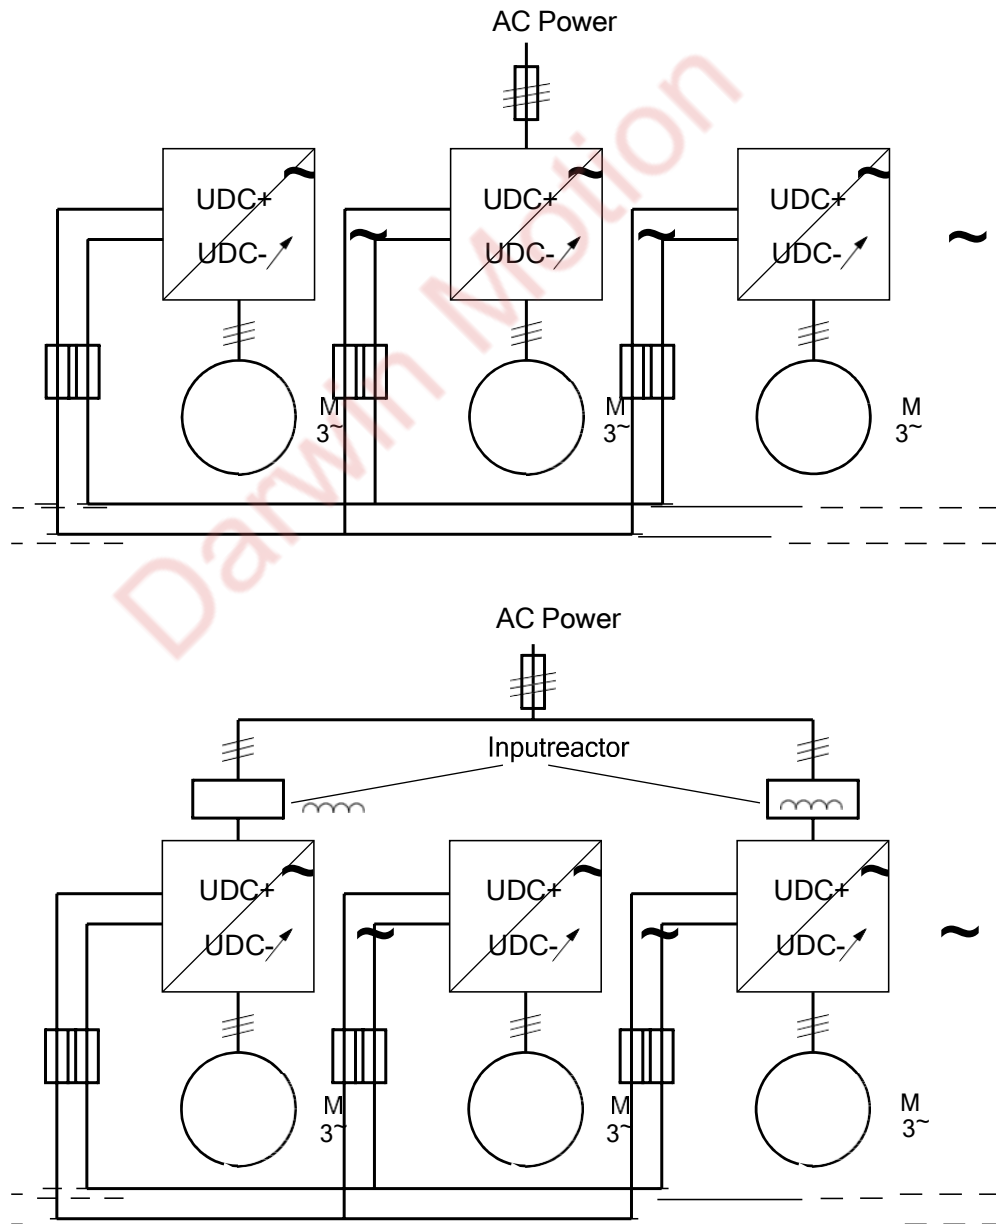 AC Power
~ ~ ~
UDC+ UDC+ UDC+
~ ~ ~
UDC- UDC- UDC-
M M M
3~ 3~ 3~
Darwin Motion
AC Power
Inputreactor
~ ~ ~
UDC+ UDC+ UDC+
~ ~ ~
UDC- UDC- UDC-
M M M
3~ 3~ 3~